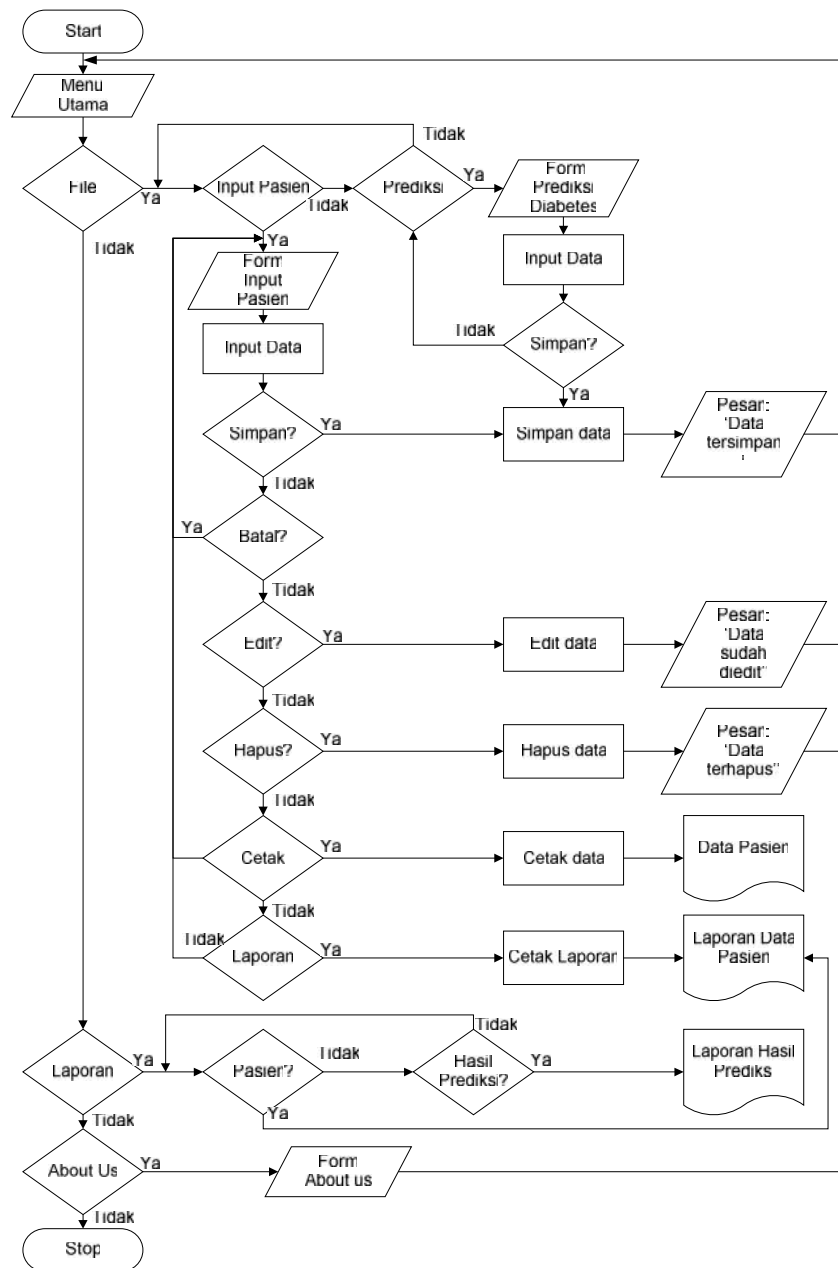 Start
Menu
Utama
File
Ya
Tidak
Input Pasien
Tidak
Ya
Prediksi
Tidak
Ya
Form
Prediksi
Diabetes
Input Data
Simpan?
Tidak
Ya
Form
Input
Pasien
Input Data
Simpan?
Ya
Tidak
Simpan data
Pesan:
"Data
tersimpan
"
Batal?
Ya
Tidak
Edit?
Ya
Tidak
Edit data
Pesan:
"Data
sudah
diedit"
Hapus?
Ya
Tidak
Hapus data
Pesan:
"Data
terhapus"
Cetak
Ya
Tidak
Cetak data
Data Pasien
Laporan
Tidak
Ya
Cetak Laporan
Laporan Data
Pasien
Laporan
Ya
Tidak
Pasien?
Tidak
Ya
Hasil
Prediksi?
Tidak
Ya
Laporan Hasil
Prediks
About Us
Ya
Tidak
Form
About us
Stop